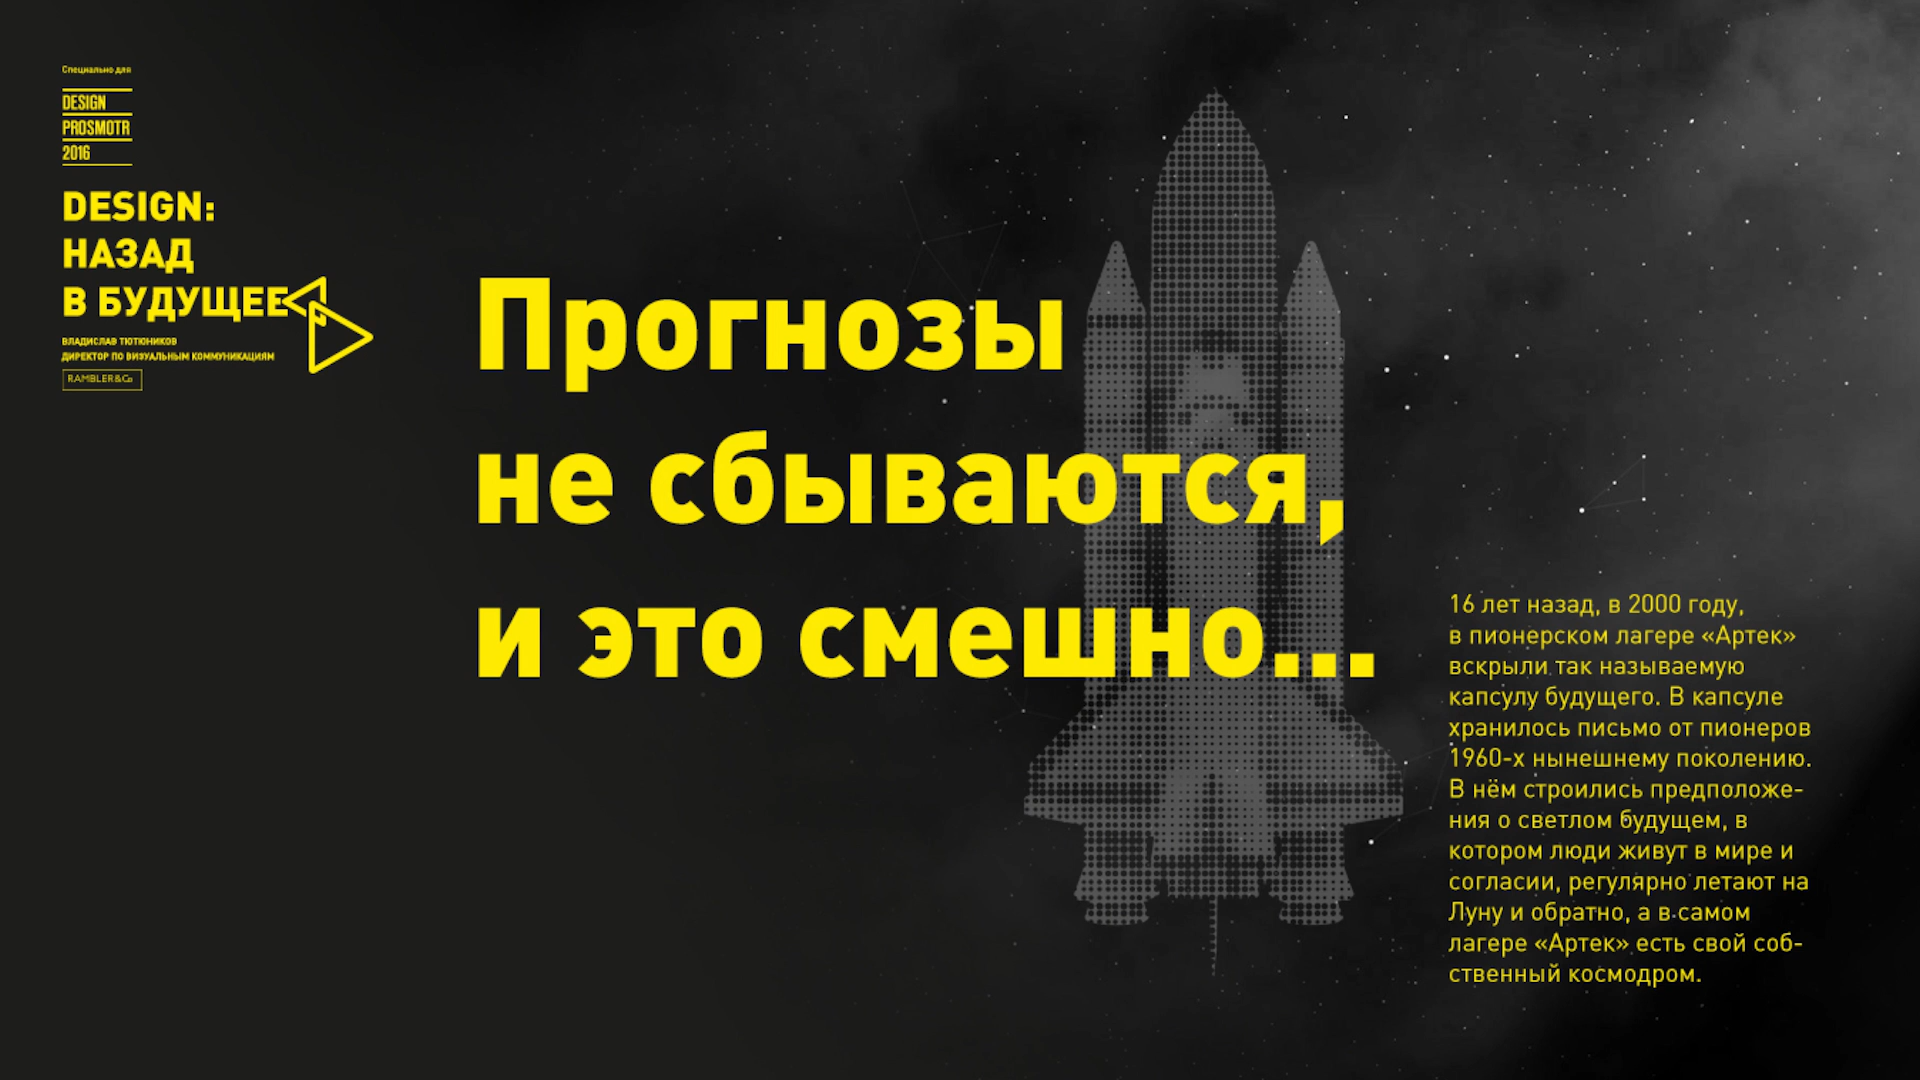 Специально для
DESIGN
PROSMOTR
2016
DESIGN:
НАЗАД
В БУДУЩЕЕ
ВЛАДИСЛАВ ТЮТЮНИКОВ
ДИРЕКТОР ПО ВИЗУАЛЬНЫМ КОММУНИКАЦИЯМ
RAMBLER&Co
Прогнозы
не сбываются,
и это смешно...
16 лет назад, в 2000 году,
в пионерском лагере «Артек»
вскрыли так называемую
капсулу будущего. В капсуле
хранилось письмо от пионеров
1960-х нынешнему поколению.
В нём строились предположе-
ния о светлом будущем, в
котором люди живут в мире и
согласии, регулярно летают на
Луну и обратно, а в самом
лагере «Артек» есть свой соб-
ственный космодром.